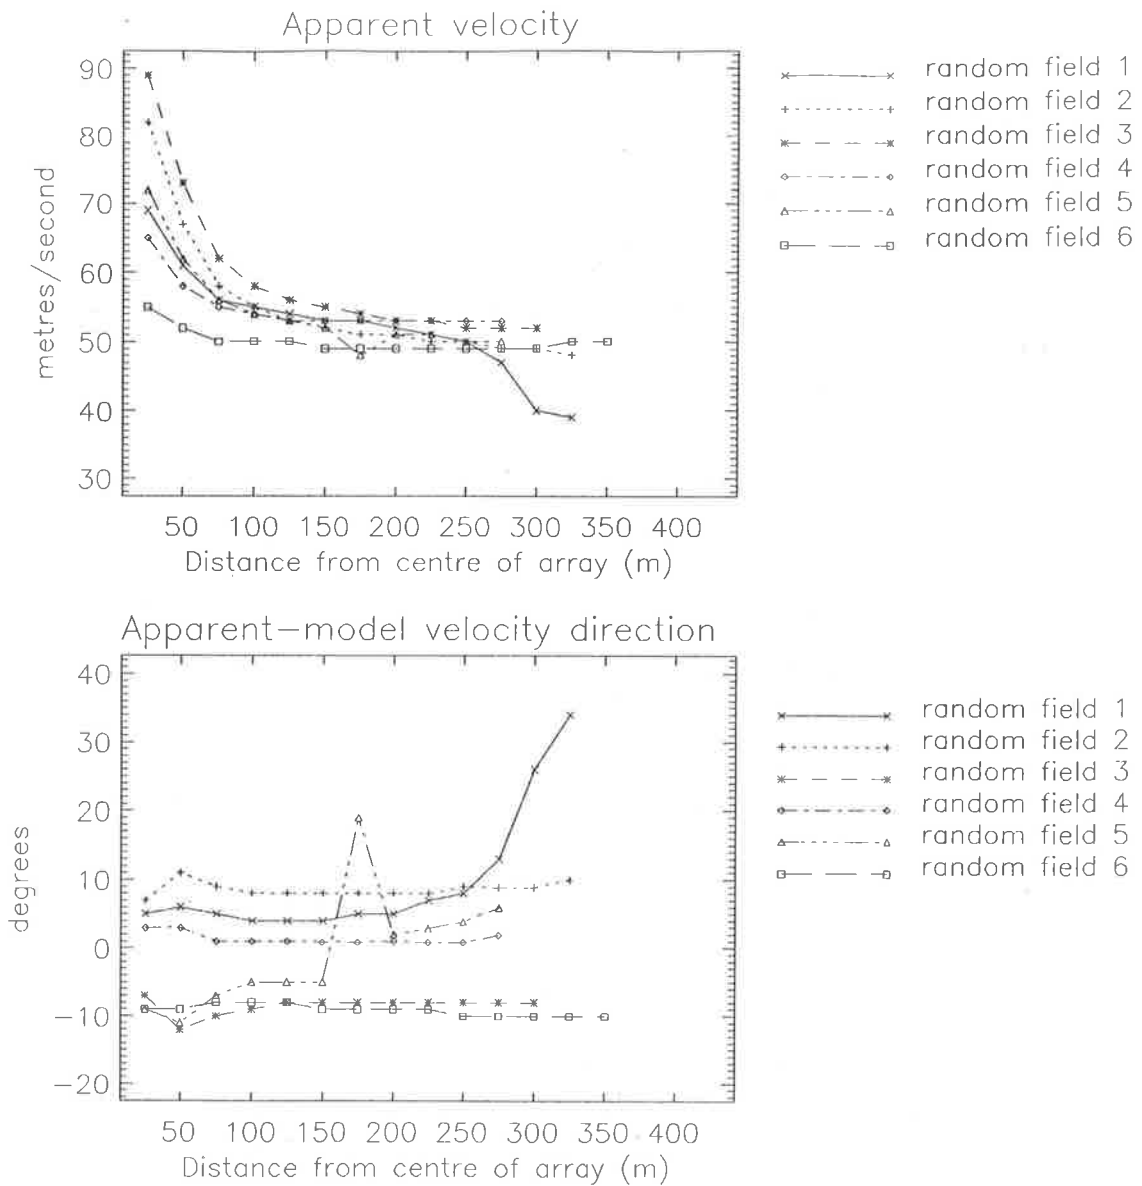 Apparent velocity
90
80
70
60
50
40
30
metres/second
50 100 150 200 250 300 350 400
Distance from centre of array (m)
random field 1
random field 2
random field 3
random field 4
random field 5
random field 6
Apparent-model velocity direction
40
30
20
10
0
-10
-20
degrees
50 100 150 200 250 300 350 400
Distance from centre of array (m)
random field 1
random field 2
random field 3
random field 4
random field 5
random field 6